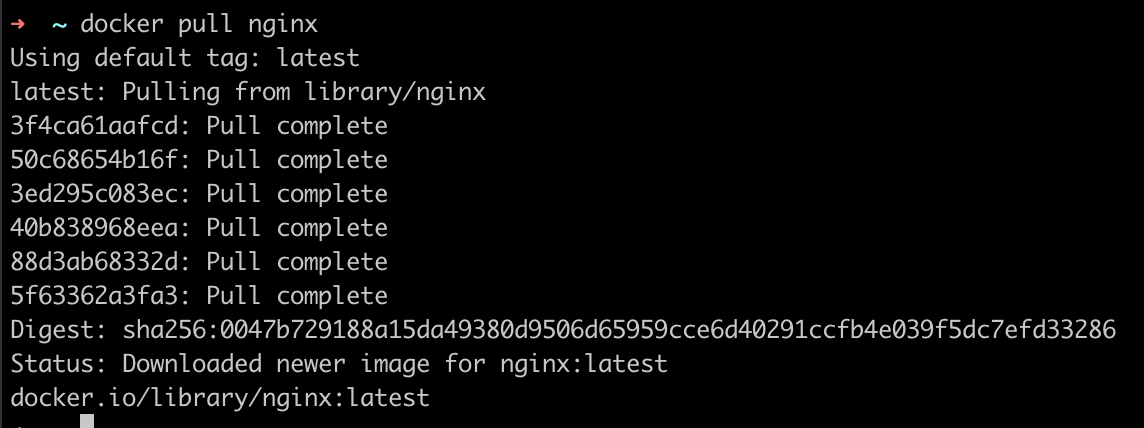 ➜ ~ docker pull nginx
Using default tag: latest
latest: Pulling from library/nginx
3f4ca61aafcd: Pull complete
50c68654b16f: Pull complete
3ed295c083ec: Pull complete
40b838968eea: Pull complete
88d3ab68332d: Pull complete
5f63362a3fa3: Pull complete
Digest: sha256:0047b729188a15da49380d9506d65959cce6d40291ccfb4e039f5dc7efd33286
Status: Downloaded newer image for nginx:latest
docker.io/library/nginx:latest